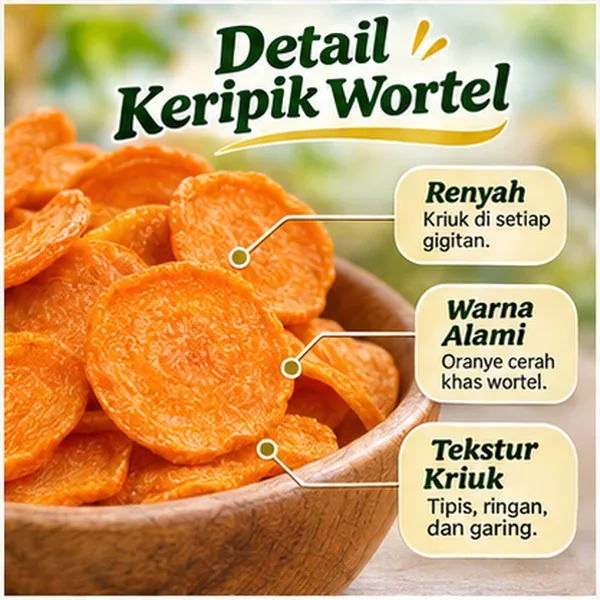 Detail
Keripik Wortel
Renyah
Kriuk di setiap
gigitan.
Warna
Alami
Oranye cerah
khas wortel.
Tekstur
Kriuk
Tipis, ringan,
dan garing.